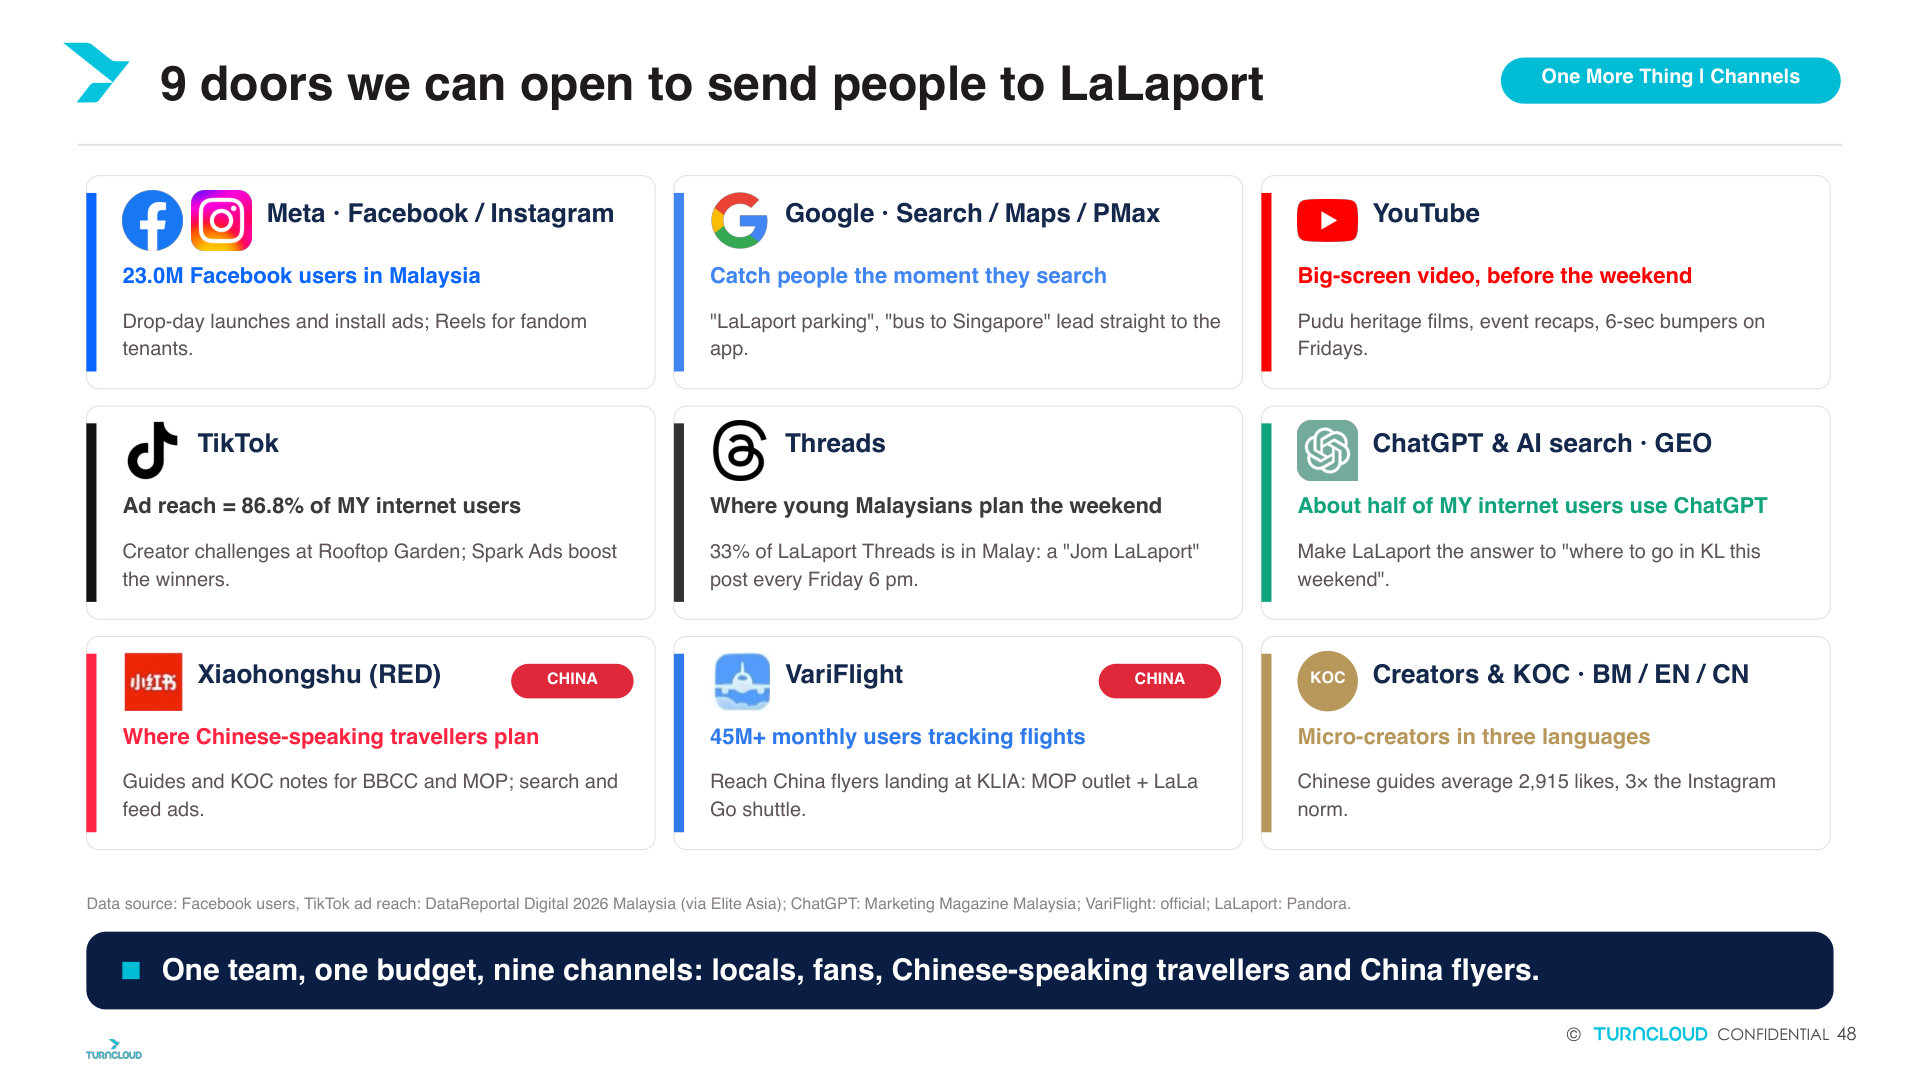 9 doors we can open to send people to LaLaport
One More Thing | Channels
Meta · Facebook / Instagram
23.0M Facebook users in Malaysia
Drop-day launches and install ads; Reels for fandom
tenants.
Google · Search / Maps / PMax
Catch people the moment they search
"LaLaport parking", "bus to Singapore" lead straight to the
app.
YouTube
Big-screen video, before the weekend
Pudu heritage films, event recaps, 6-sec bumpers on
Fridays.
TikTok
Ad reach = 86.8% of MY internet users
Creator challenges at Rooftop Garden; Spark Ads boost
the winners.
Threads
Where young Malaysians plan the weekend
33% of LaLaport Threads is in Malay: a "Jom LaLaport"
post every Friday 6 pm.
ChatGPT & AI search · GEO
About half of MY internet users use ChatGPT
Make LaLaport the answer to "where to go in KL this
weekend".
小红书
Xiaohongshu (RED)
CHINA
Where Chinese-speaking travellers plan
Guides and KOC notes for BBCC and MOP; search and
feed ads.
VariFlight
CHINA
45M+ monthly users tracking flights
Reach China flyers landing at KLIA: MOP outlet + LaLa
Go shuttle.
KOC
Creators & KOC · BM / EN / CN
Micro-creators in three languages
Chinese guides average 2,915 likes, 3× the Instagram
norm.
Data source: Facebook users, TikTok ad reach: DataReportal Digital 2026 Malaysia (via Elite Asia); ChatGPT: Marketing Magazine Malaysia; VariFlight: official; LaLaport: Pandora.
One team, one budget, nine channels: locals, fans, Chinese-speaking travellers and China flyers.
© TURNCLOUD CONFIDENTIAL 48
TURNCLOUD